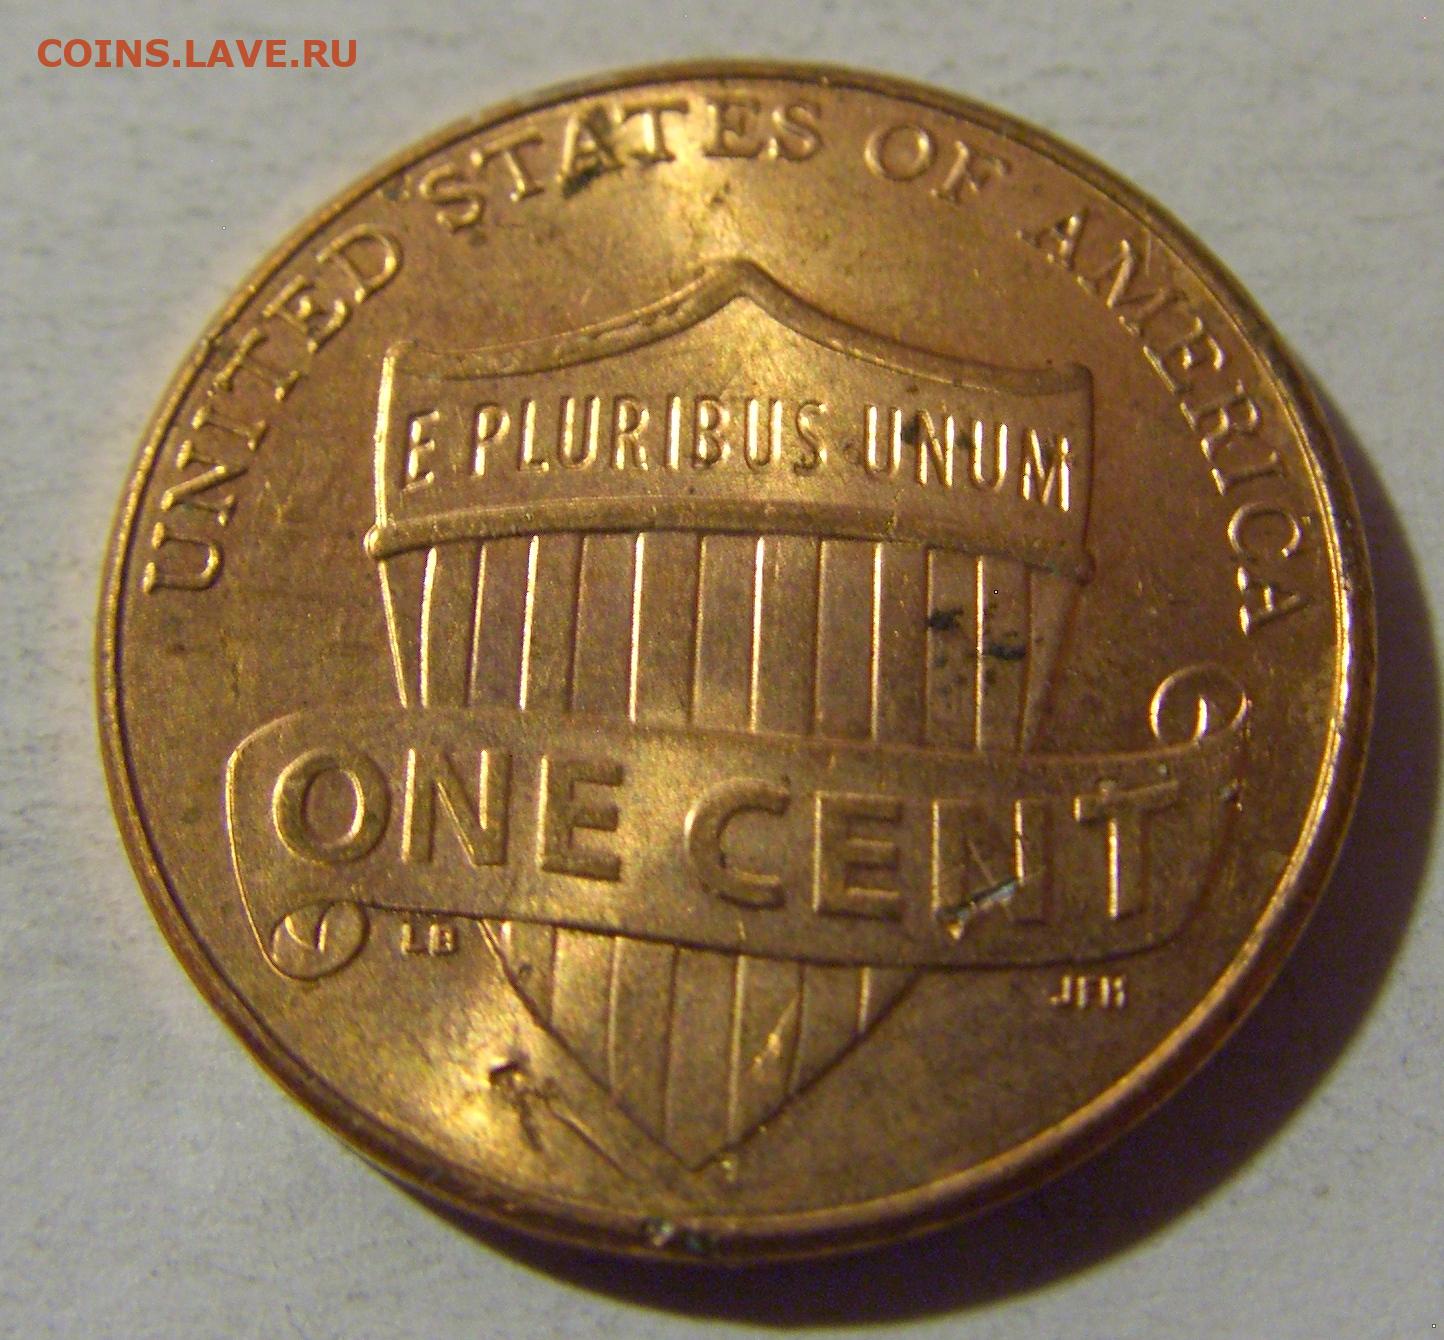 COINS.LAVE.RU
UNITED STATES OF AMERICA
E PLURIBUS UNUM
ONE CENT
LB
JFM